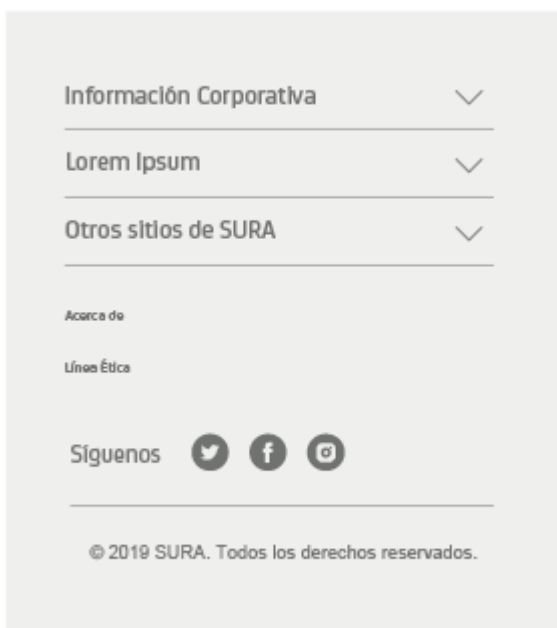 Información Corporativa
Lorem Ipsum
Otros sitios de SURA
Acerca de
Línea Ética
Síguenos
© 2019 SURA. Todos los derechos reservados.